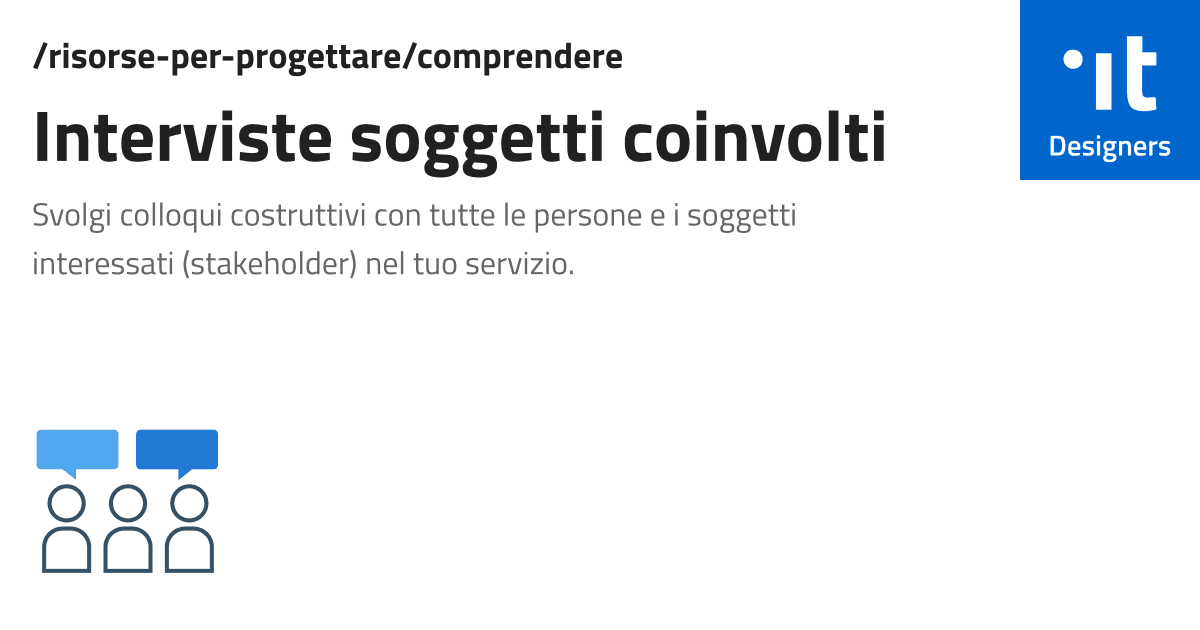 /risorse-per-progettare/comprendere
Interviste soggetti coinvolti
Svolgi colloqui costruttivi con tutte le persone e i soggetti
interessati (stakeholder) nel tuo servizio.
it
Designers